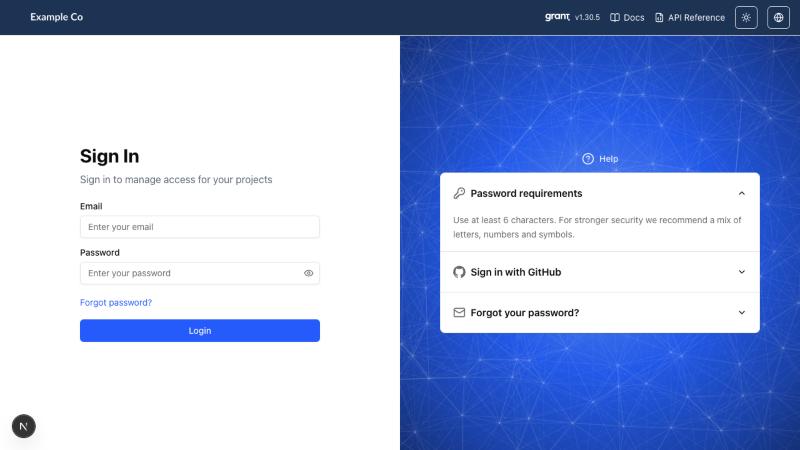 Example Co
grant v1.30.5 Docs API Reference
Sign In
Sign in to manage access for your projects
Email
Enter your email
Password
Enter your password
Forgot password?
Login
Help
Password requirements
Use at least 6 characters. For stronger security we recommend a mix of
letters, numbers and symbols.
Sign in with GitHub
Forgot your password?
N